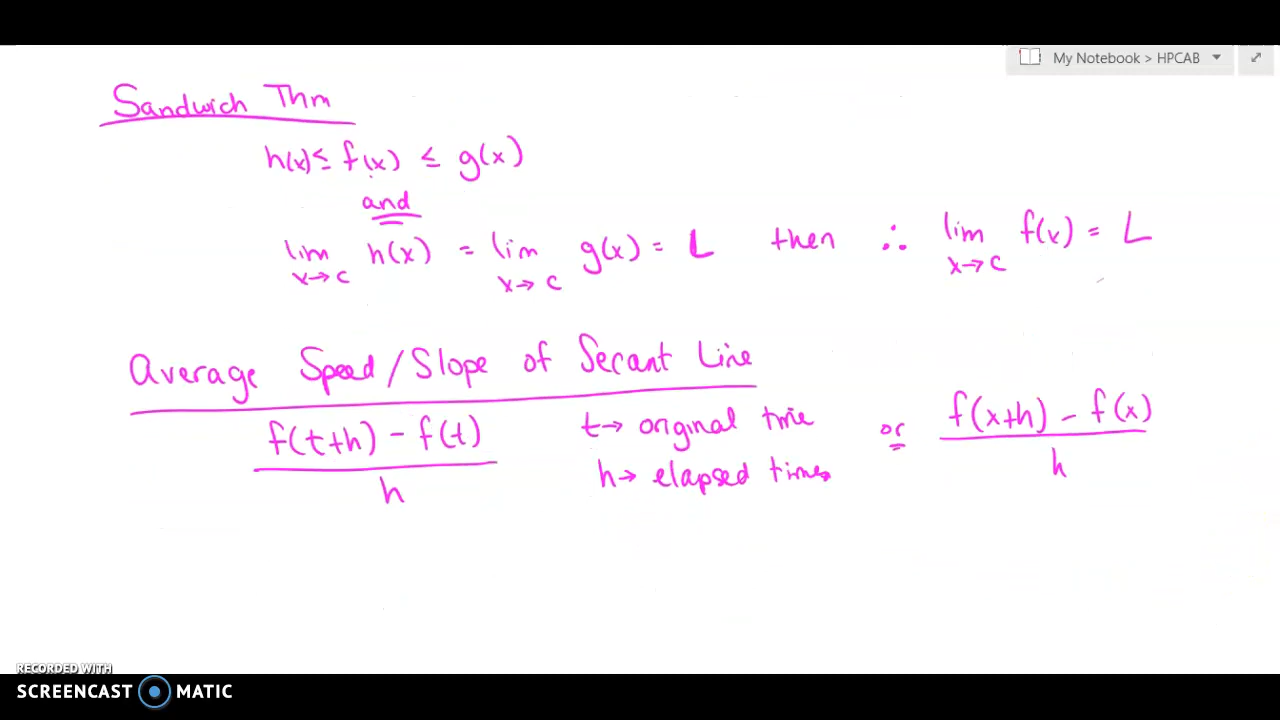 My Notebook > HPCAB
Sandwich Thm
h(x) ≤ f(x) ≤ g(x)
and
lim x→c h(x) = lim x→c g(x) = L then ∴ lim x→c f(x) = L
Average Speed/Slope of Secant Line
f(t+h) - f(t) / h t→ original time or f(x+h) - f(x) / h
h→ elapsed times
RECORDED WITH
SCREENCAST MATIC